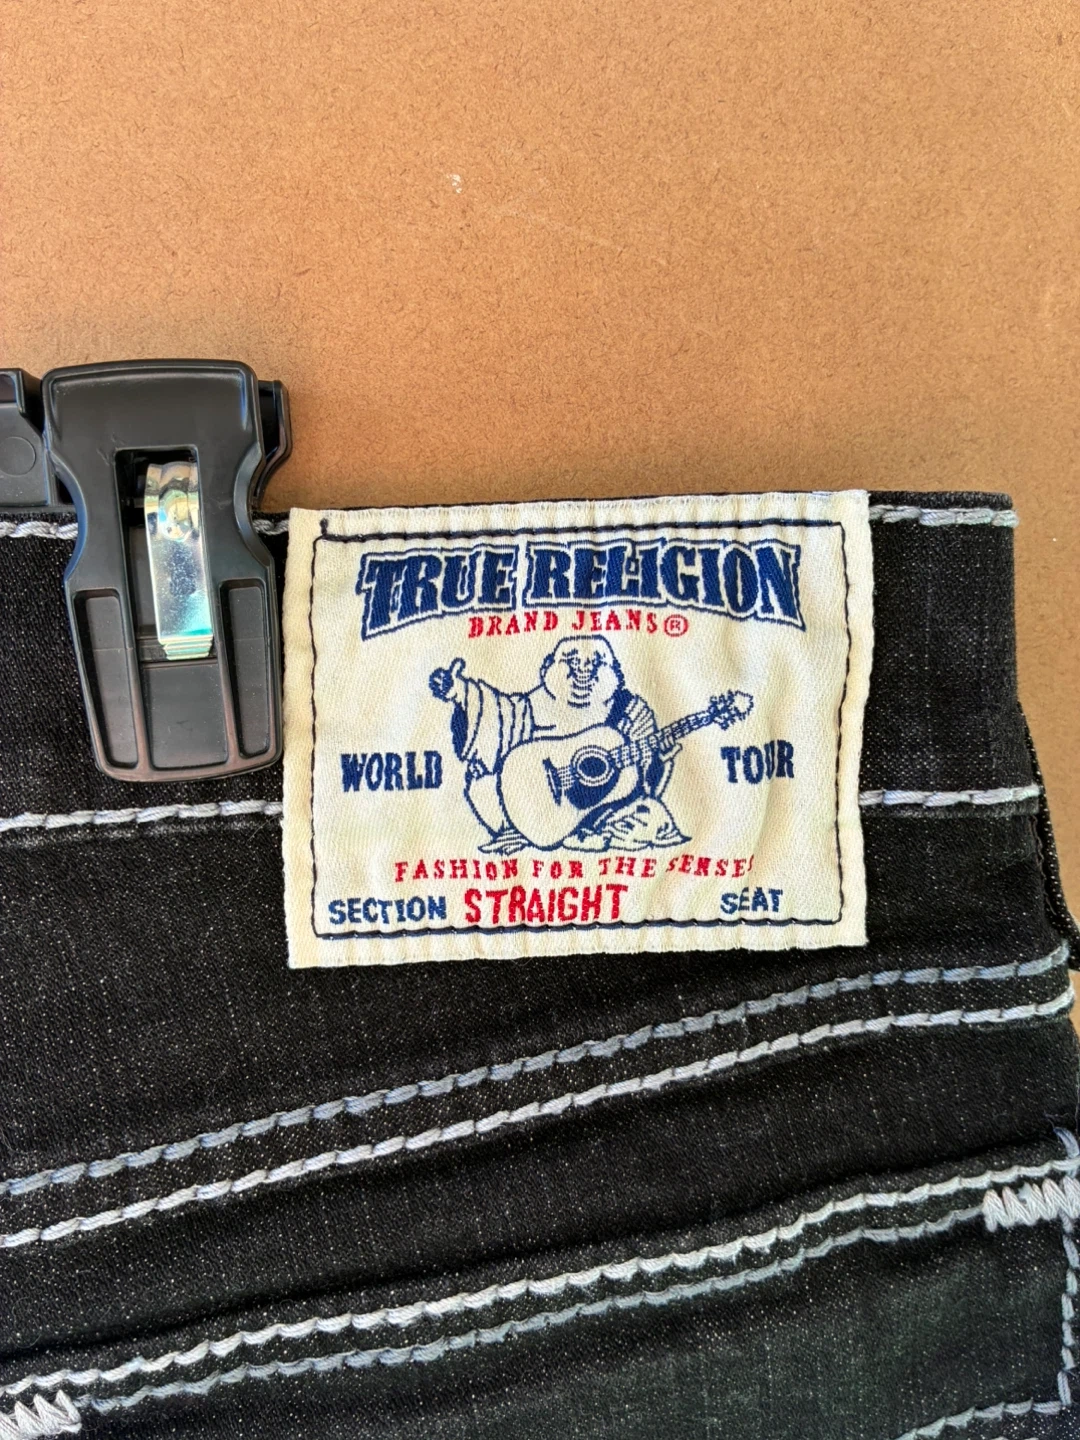 TRUE RELIGION
BRAND JEANS®
WORLD TOUR
FASHION FOR THE SENSES
SECTION STRAIGHT SEAT